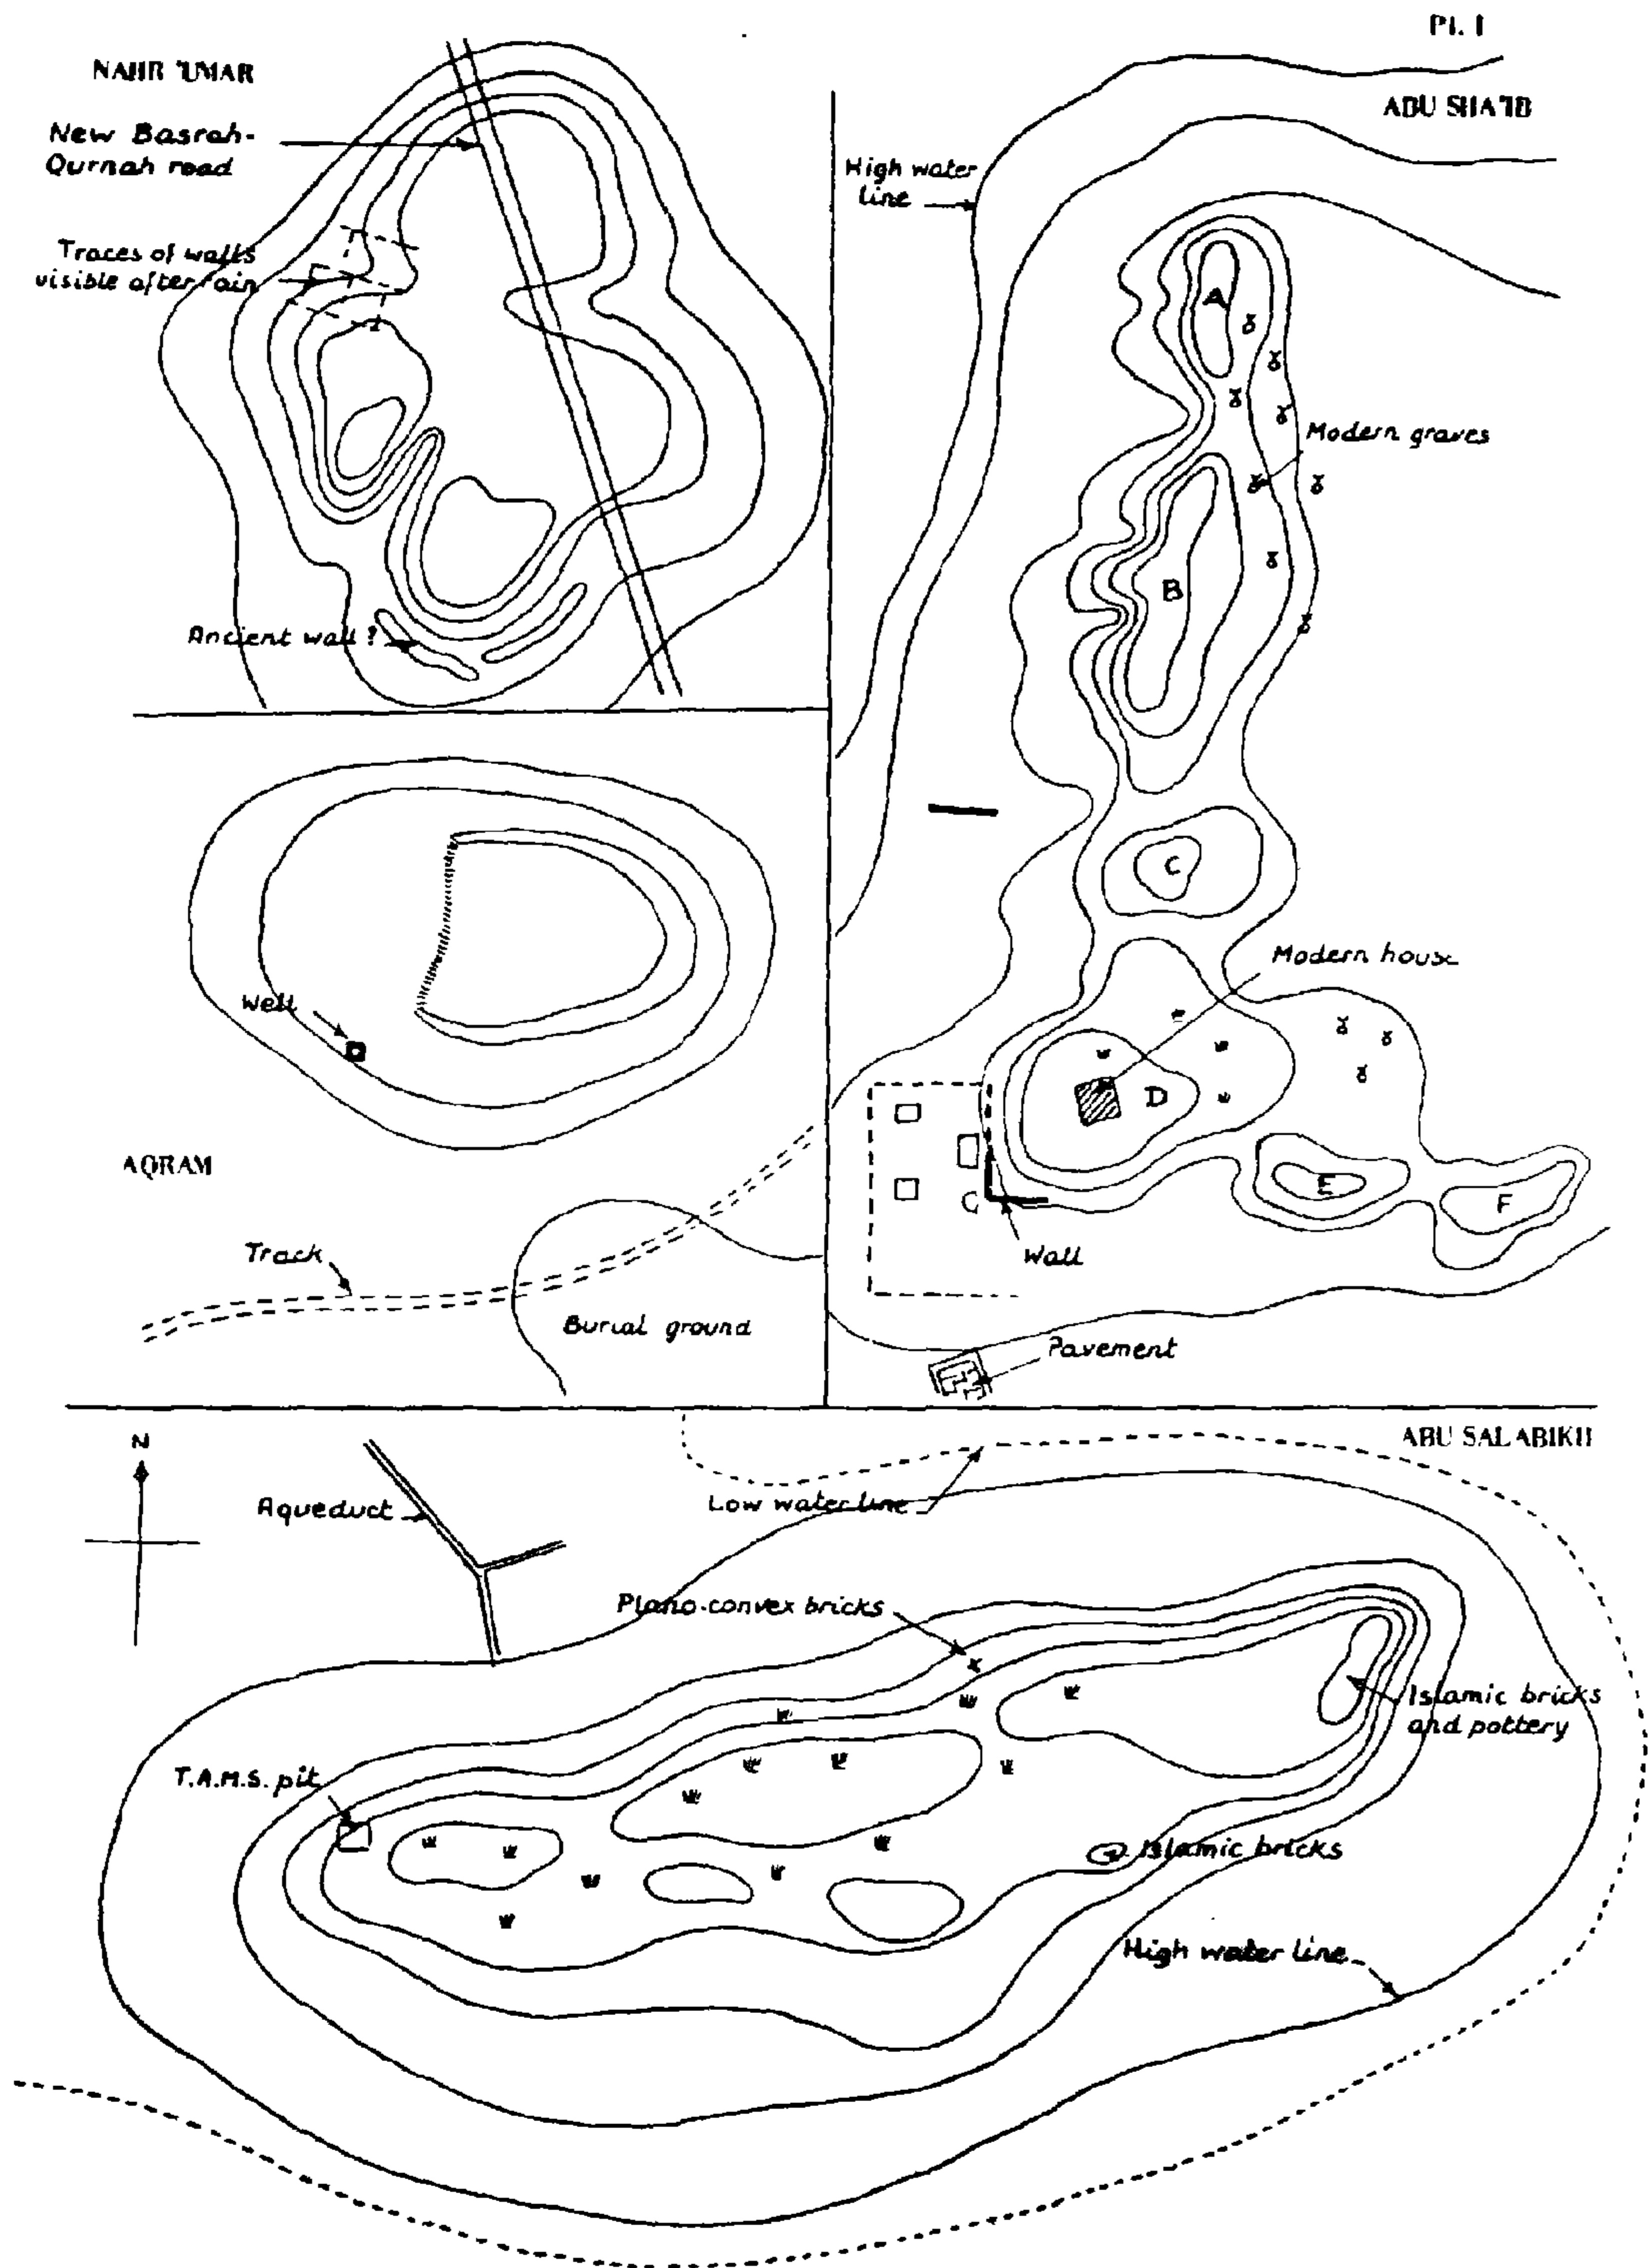 Pl. I
NAHR 'UMAR
New Basrah-
Qurnah road
Traces of walls
visible after rain
Ancient wall?
ABU SHA'IB
High water
line
A
Modern graves
B
C
Modern house
D
E
F
Wall
Pavement
Well
AQRAM
Track
Burial ground
ABU SALABIKH
N
Aqueduct
Low water line
Plano-convex bricks
Islamic bricks
and pottery
T.A.M.S. pit
Islamic bricks
High water line